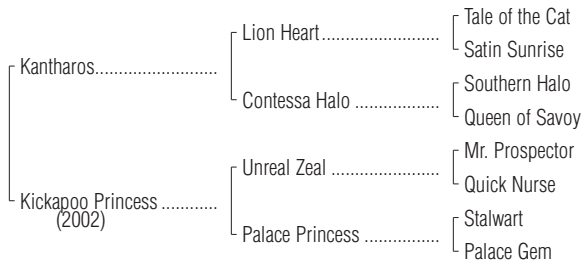 Tale of the Cat
Lion Heart........................
Satin Sunrise
Kantharos.........................
Southern Halo
Contessa Halo .................
Queen of Savoy
Mr. Prospector
Unreal Zeal ......................
Quick Nurse
Kickapoo Princess ............
(2002)
Stalwart
Palace Princess ...............
Palace Gem